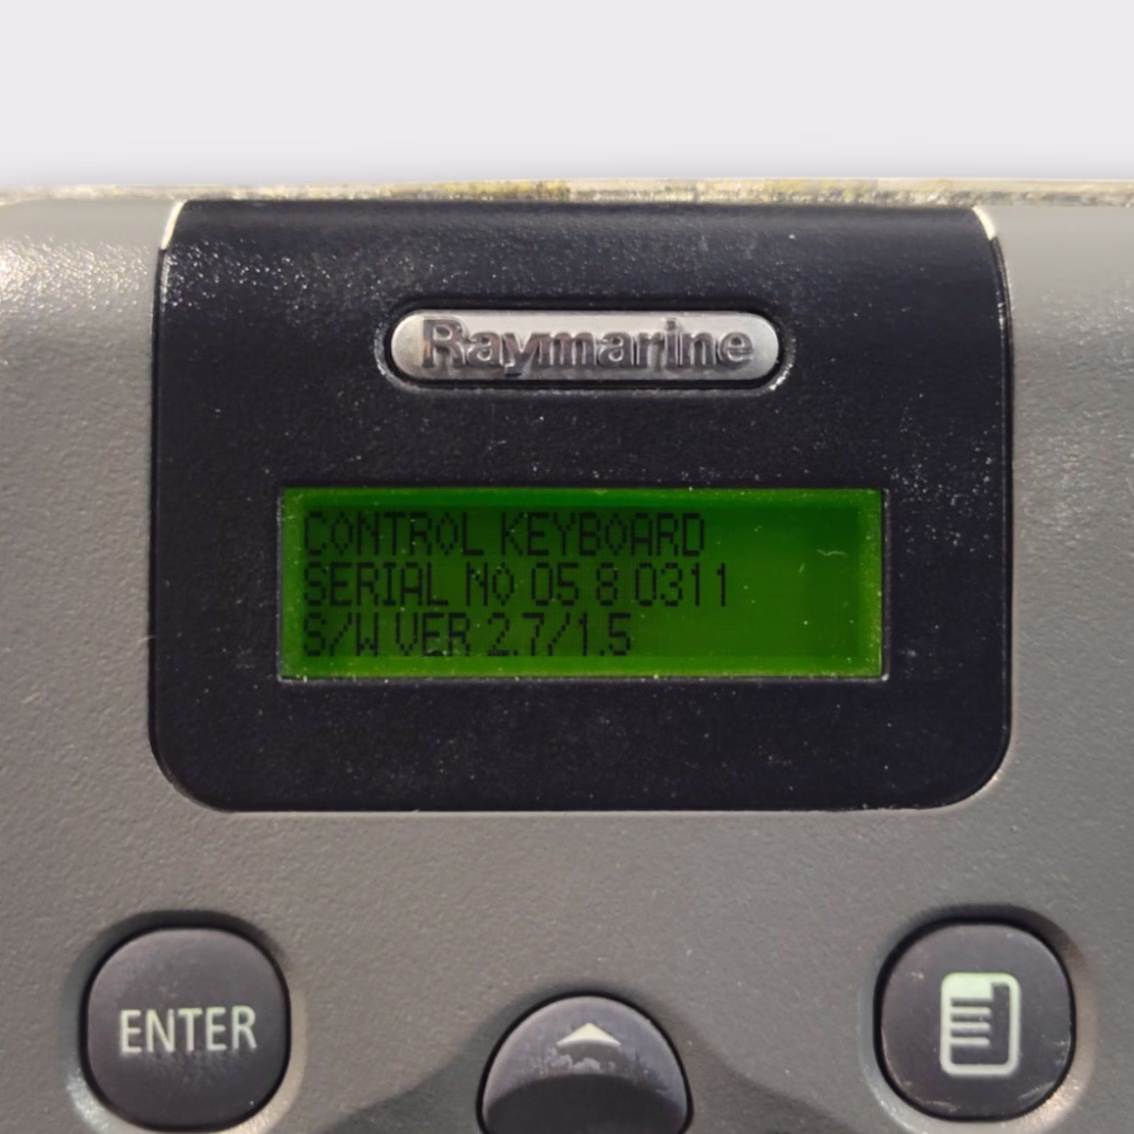 Raymarine
CONTROL KEYBOARD
SERIAL NO 05 8 0311
S/W VER 2.7/1.5
ENTER